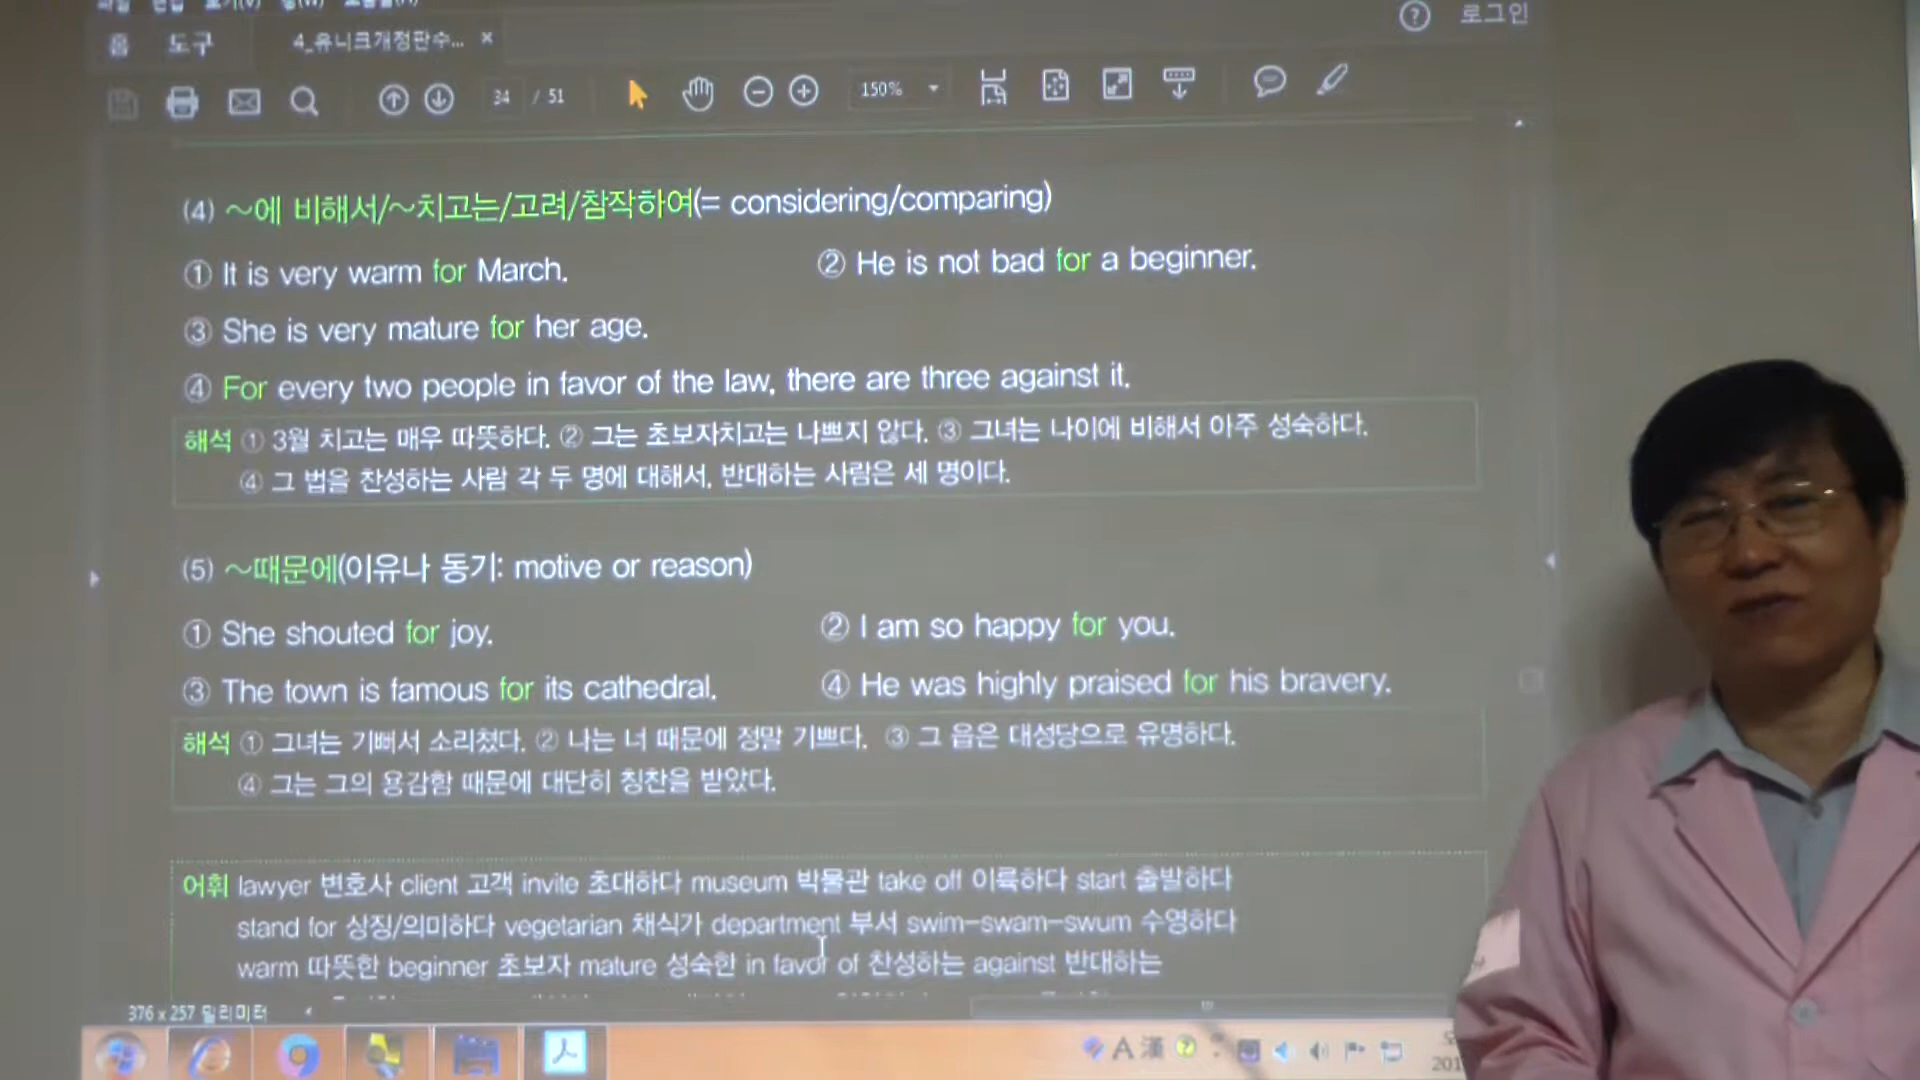 로그인
홈 도구 4_유니크개정판수... ×
34 / 51 150%
(4) ~에 비해서/~치고는/고려/참작하여(= considering/comparing)
① It is very warm for March. ② He is not bad for a beginner.
③ She is very mature for her age.
④ For every two people in favor of the law, there are three against it.
해석 ① 3월 치고는 매우 따뜻하다. ② 그는 초보자치고는 나쁘지 않다. ③ 그녀는 나이에 비해서 아주 성숙하다.
④ 그 법을 찬성하는 사람 각 두 명에 대해서, 반대하는 사람은 세 명이다.
(5) ~때문에(이유나 동기: motive or reason)
① She shouted for joy. ② I am so happy for you.
③ The town is famous for its cathedral. ④ He was highly praised for his bravery.
해석 ① 그녀는 기뻐서 소리쳤다. ② 나는 너 때문에 정말 기쁘다. ③ 그 읍은 대성당으로 유명하다.
④ 그는 그의 용감함 때문에 대단히 칭찬을 받았다.
어휘 lawyer 변호사 client 고객 invite 초대하다 museum 박물관 take off 이륙하다 start 출발하다
stand for 상징/의미하다 vegetarian 채식가 department 부서 swim-swam-swum 수영하다
warm 따뜻한 beginner 초보자 mature 성숙한 in favor of 찬성하는 against 반대하는
376 x 257 밀리미터
A 漢